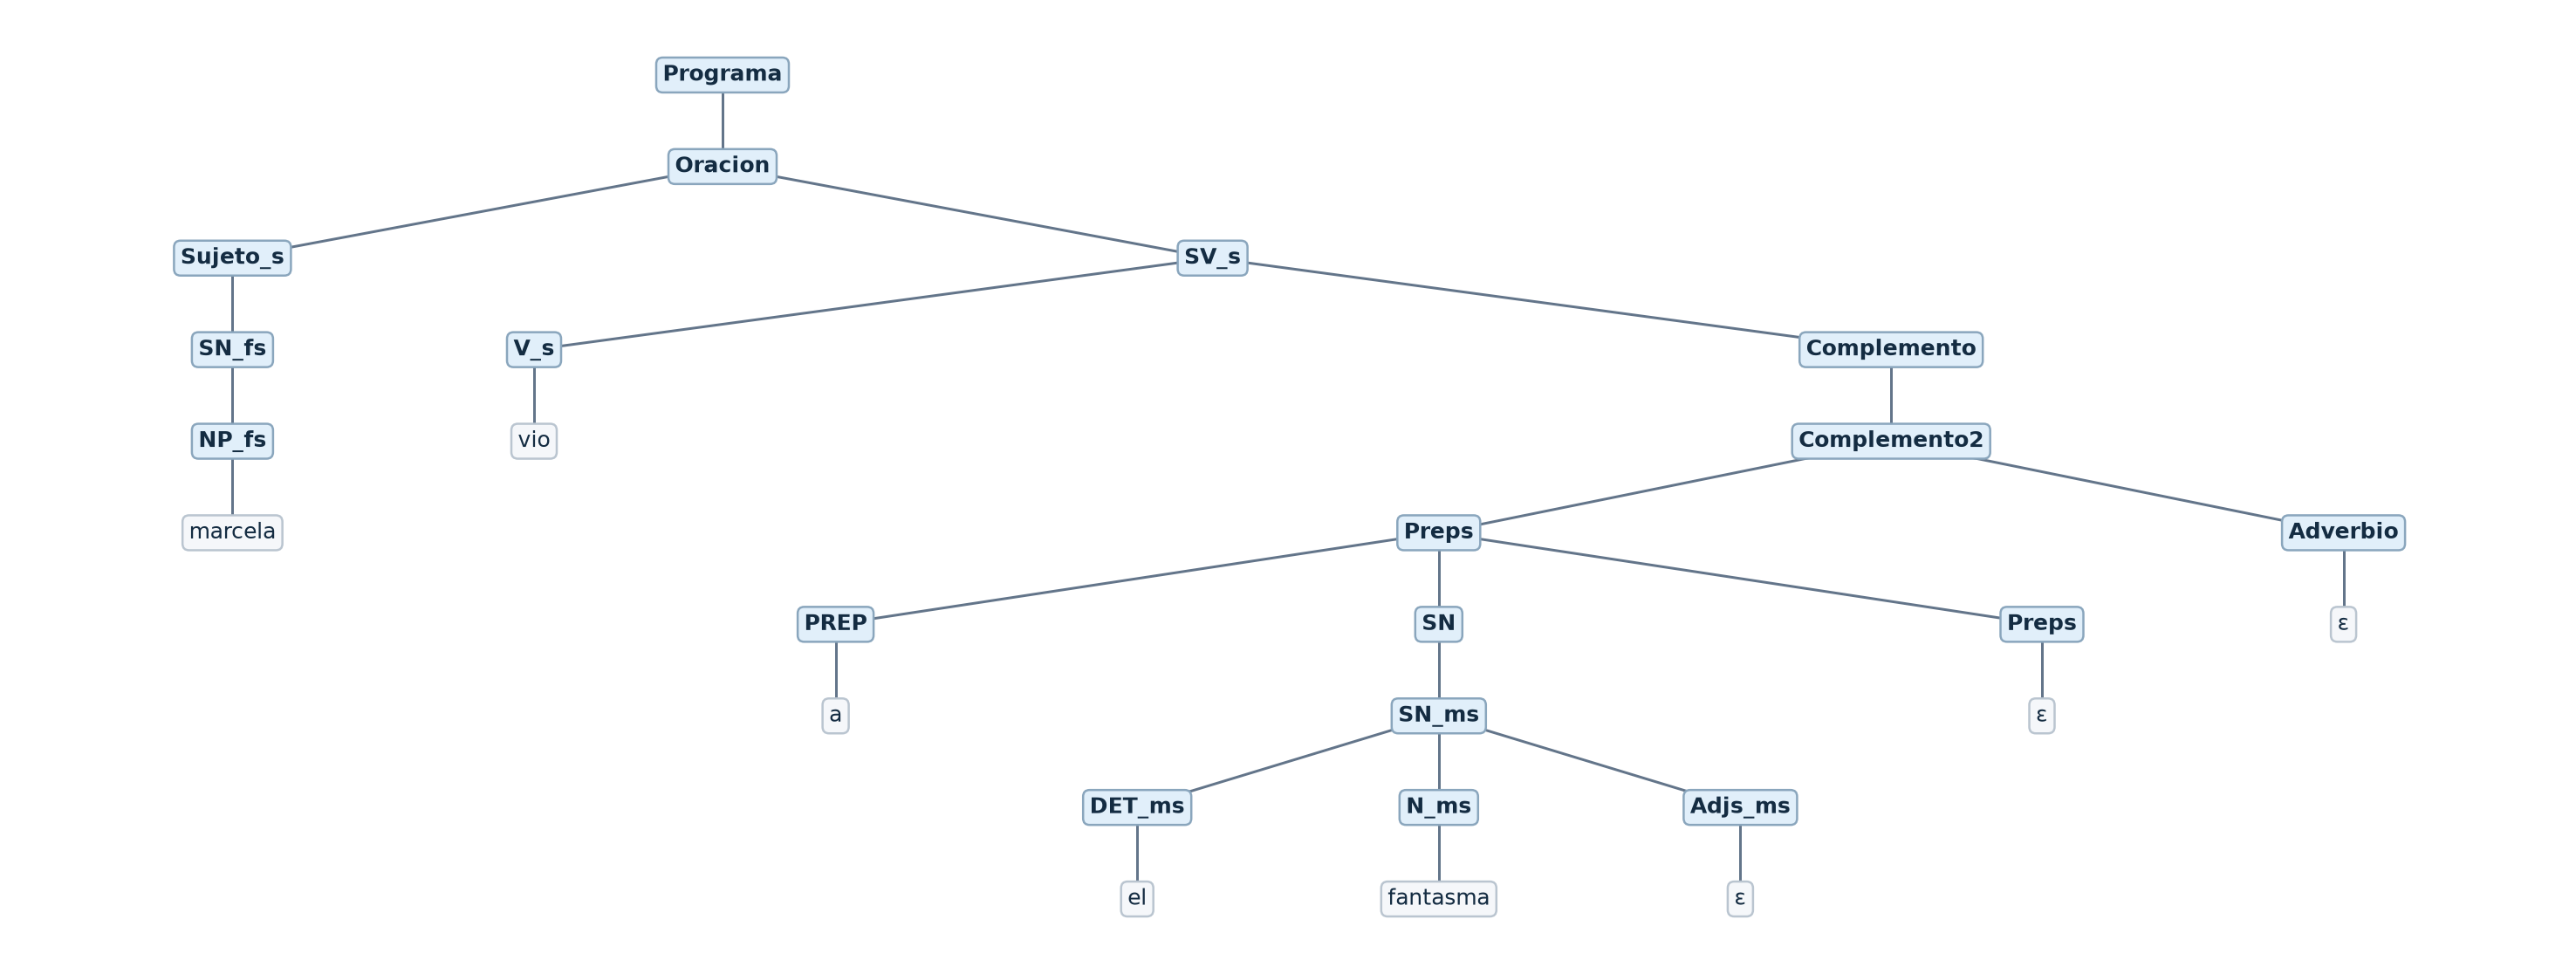 Programa
Oracion
Sujeto_s SV_s
SN_fs V_s Complemento
NP_fs vio Complemento2
marcela Preps Adverbio
PREP SN Preps ε
a SN_ms ε
DET_ms N_ms Adjs_ms
el fantasma ε